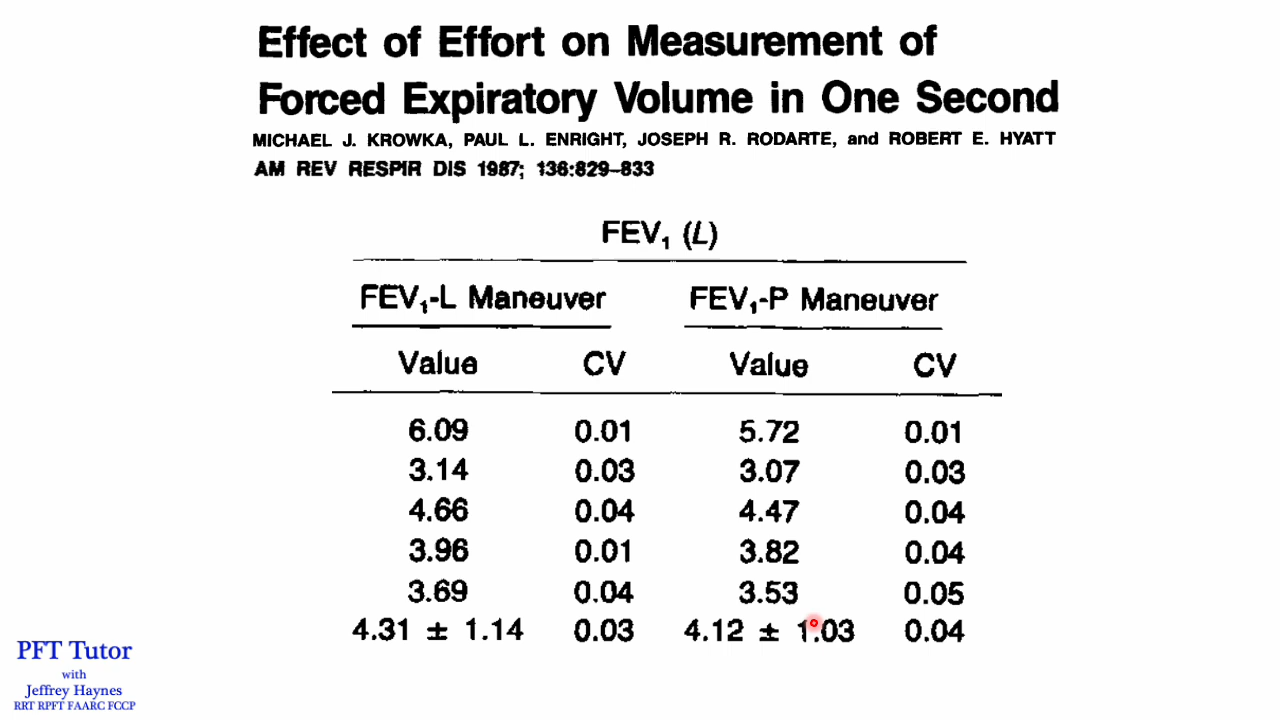 Effect of Effort on Measurement of
Forced Expiratory Volume in One Second
MICHAEL J. KROWKA, PAUL L. ENRIGHT, JOSEPH R. RODARTE, and ROBERT E. HYATT
AM REV RESPIR DIS 1987; 136:829–833
FEV₁ (L)
FEV₁-L Maneuver FEV₁-P Maneuver
Value CV Value CV
6.09 0.01 5.72 0.01
3.14 0.03 3.07 0.03
4.66 0.04 4.47 0.04
3.96 0.01 3.82 0.04
3.69 0.04 3.53 0.05
4.31 ± 1.14 0.03 4.12 ± 1.03 0.04
PFT Tutor
with
Jeffrey Haynes
RRT RPFT FAARC FCCP